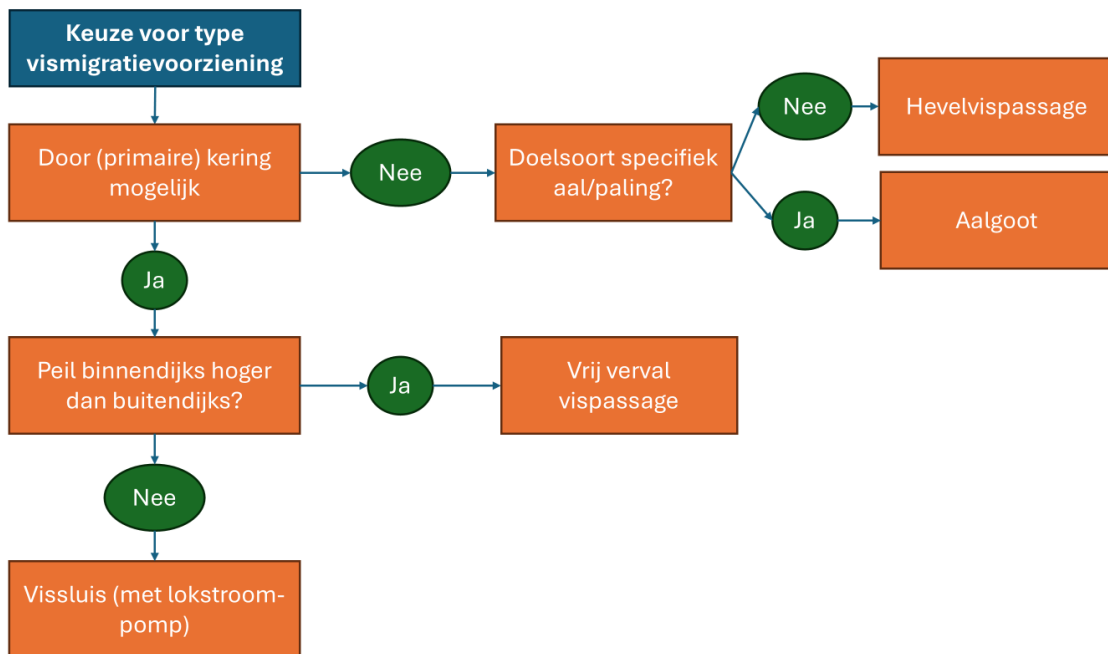 Keuze voor type
vismigratievoorziening
Door (primaire) kering
mogelijk
Nee
Doelsoort specifiek
aal/paling?
Nee
Hevelvispassage
Ja
Aalgoot
Ja
Peil binnendijks hoger
dan buitendijks?
Ja
Vrij verval
vispassage
Nee
Vissluis (met lokstroom-
pomp)